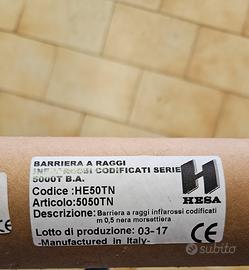 BARRIERA A RAGGI
INFRAROSSI CODIFICATI SERIE
5000T B.A.
Codice :HE50TN
Articolo:5050TN
Descrizione: Barriera a raggi infrarossi codificati
m 0,5 nera morsettiera
Lotto di produzione: 03-17
-Manufactured in Italy-
HESA
CE
subito